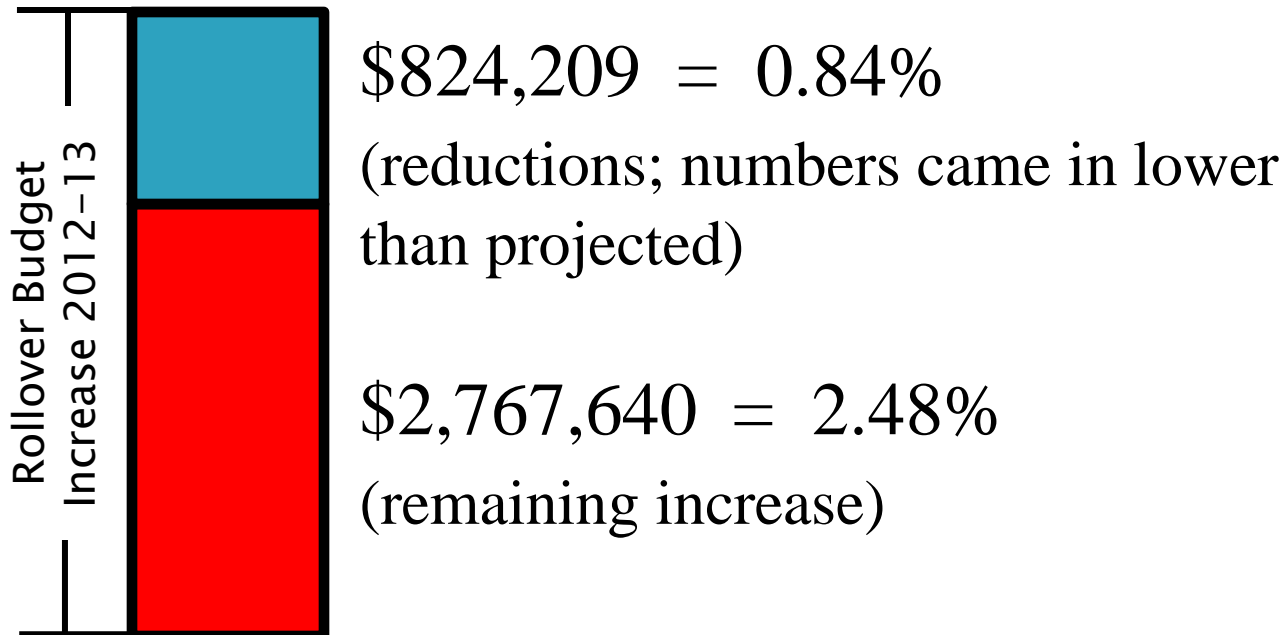 Rollover Budget
Increase 2012–13
$824,209 = 0.84%
(reductions; numbers came in lower
than projected)
$2,767,640 = 2.48%
(remaining increase)